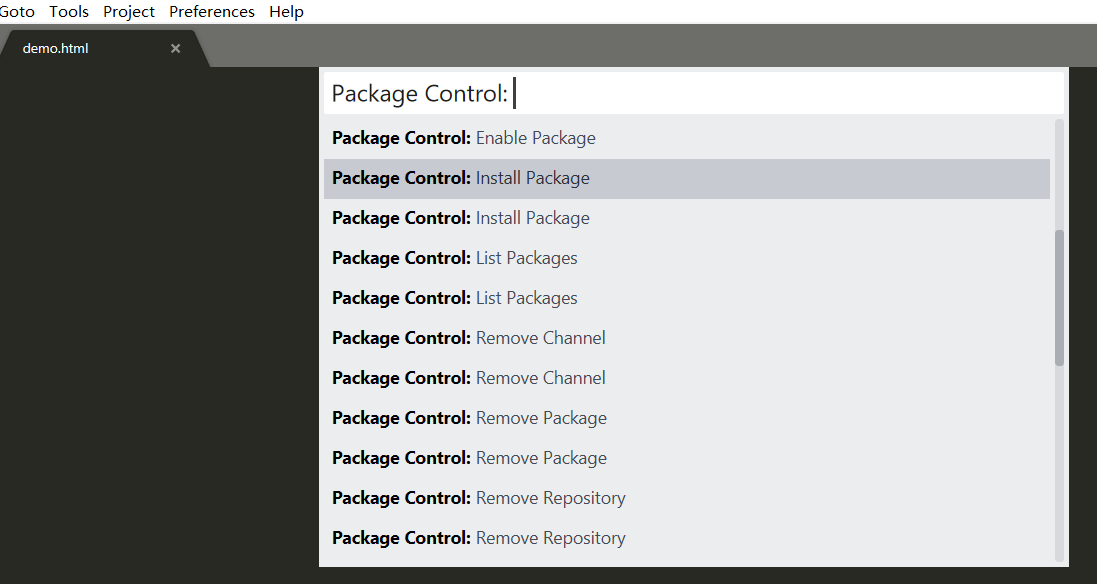 Goto Tools Project Preferences Help
demo.html
Package Control:
Package Control: Enable Package
Package Control: Install Package
Package Control: Install Package
Package Control: List Packages
Package Control: List Packages
Package Control: Remove Channel
Package Control: Remove Channel
Package Control: Remove Package
Package Control: Remove Package
Package Control: Remove Repository
Package Control: Remove Repository